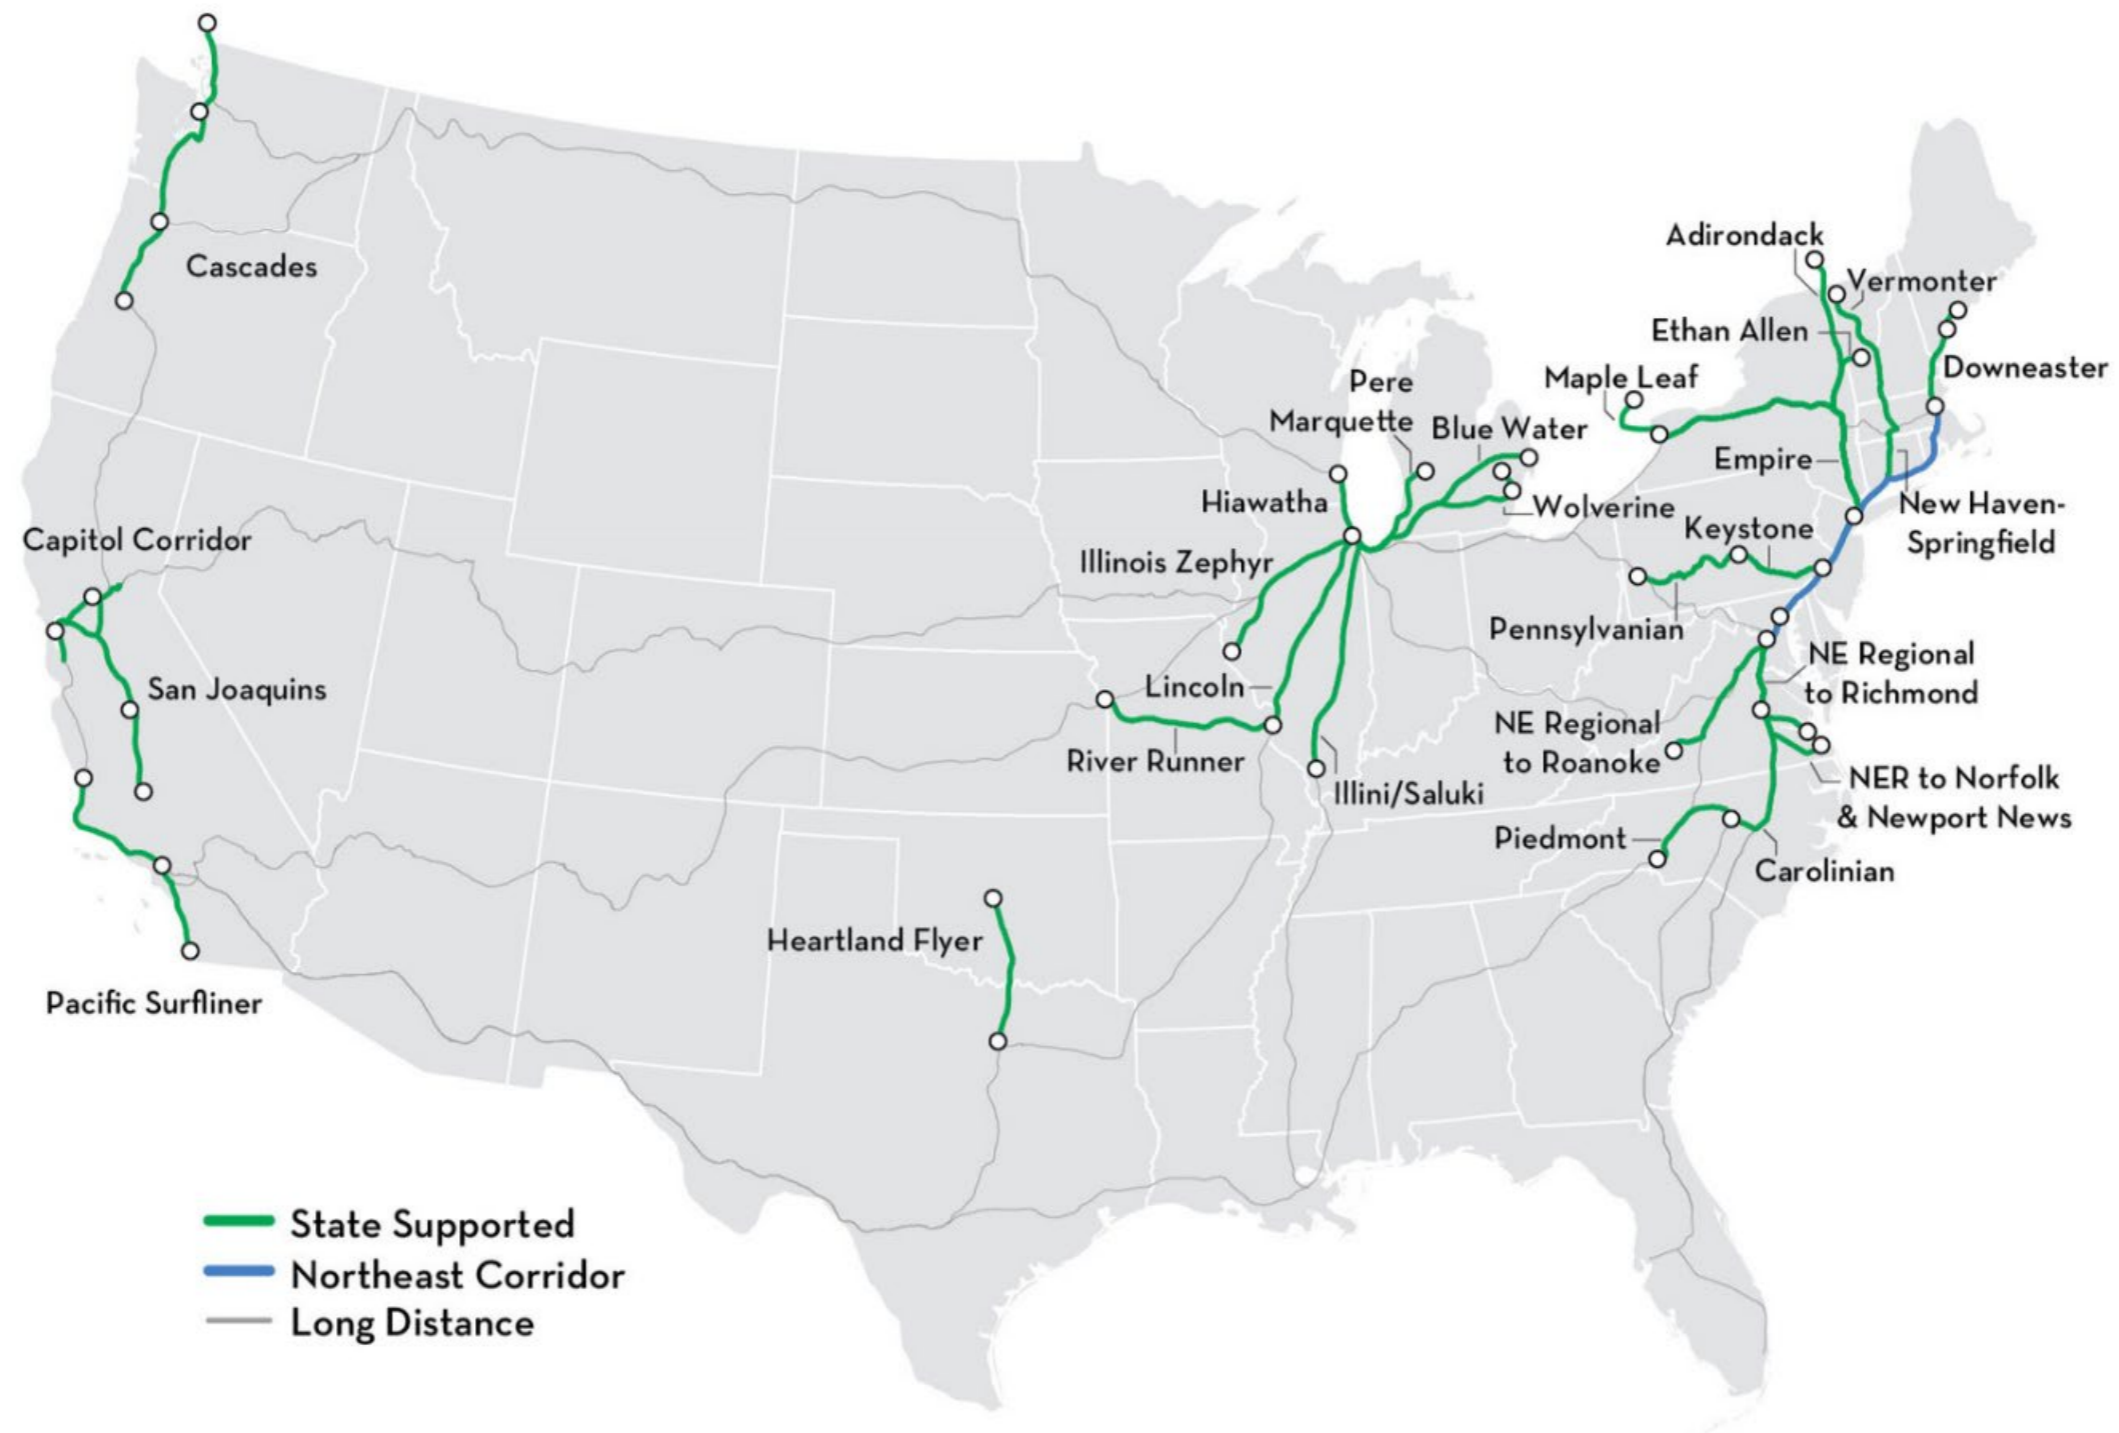 Adirondack
Vermonter
Cascades
Ethan Allen
Downeaster
Maple Leaf
Pere
Marquette
Blue Water
Empire
Hiawatha
Wolverine
New Haven-
Springfield
Keystone
Capitol Corridor
Illinois Zephyr
Pennsylvanian
NE Regional
to Richmond
San Joaquins
Lincoln
NE Regional
to Roanoke
River Runner
Illini/Saluki
NER to Norfolk
& Newport News
Piedmont
Carolinian
Heartland Flyer
Pacific Surfliner
State Supported
Northeast Corridor
Long Distance